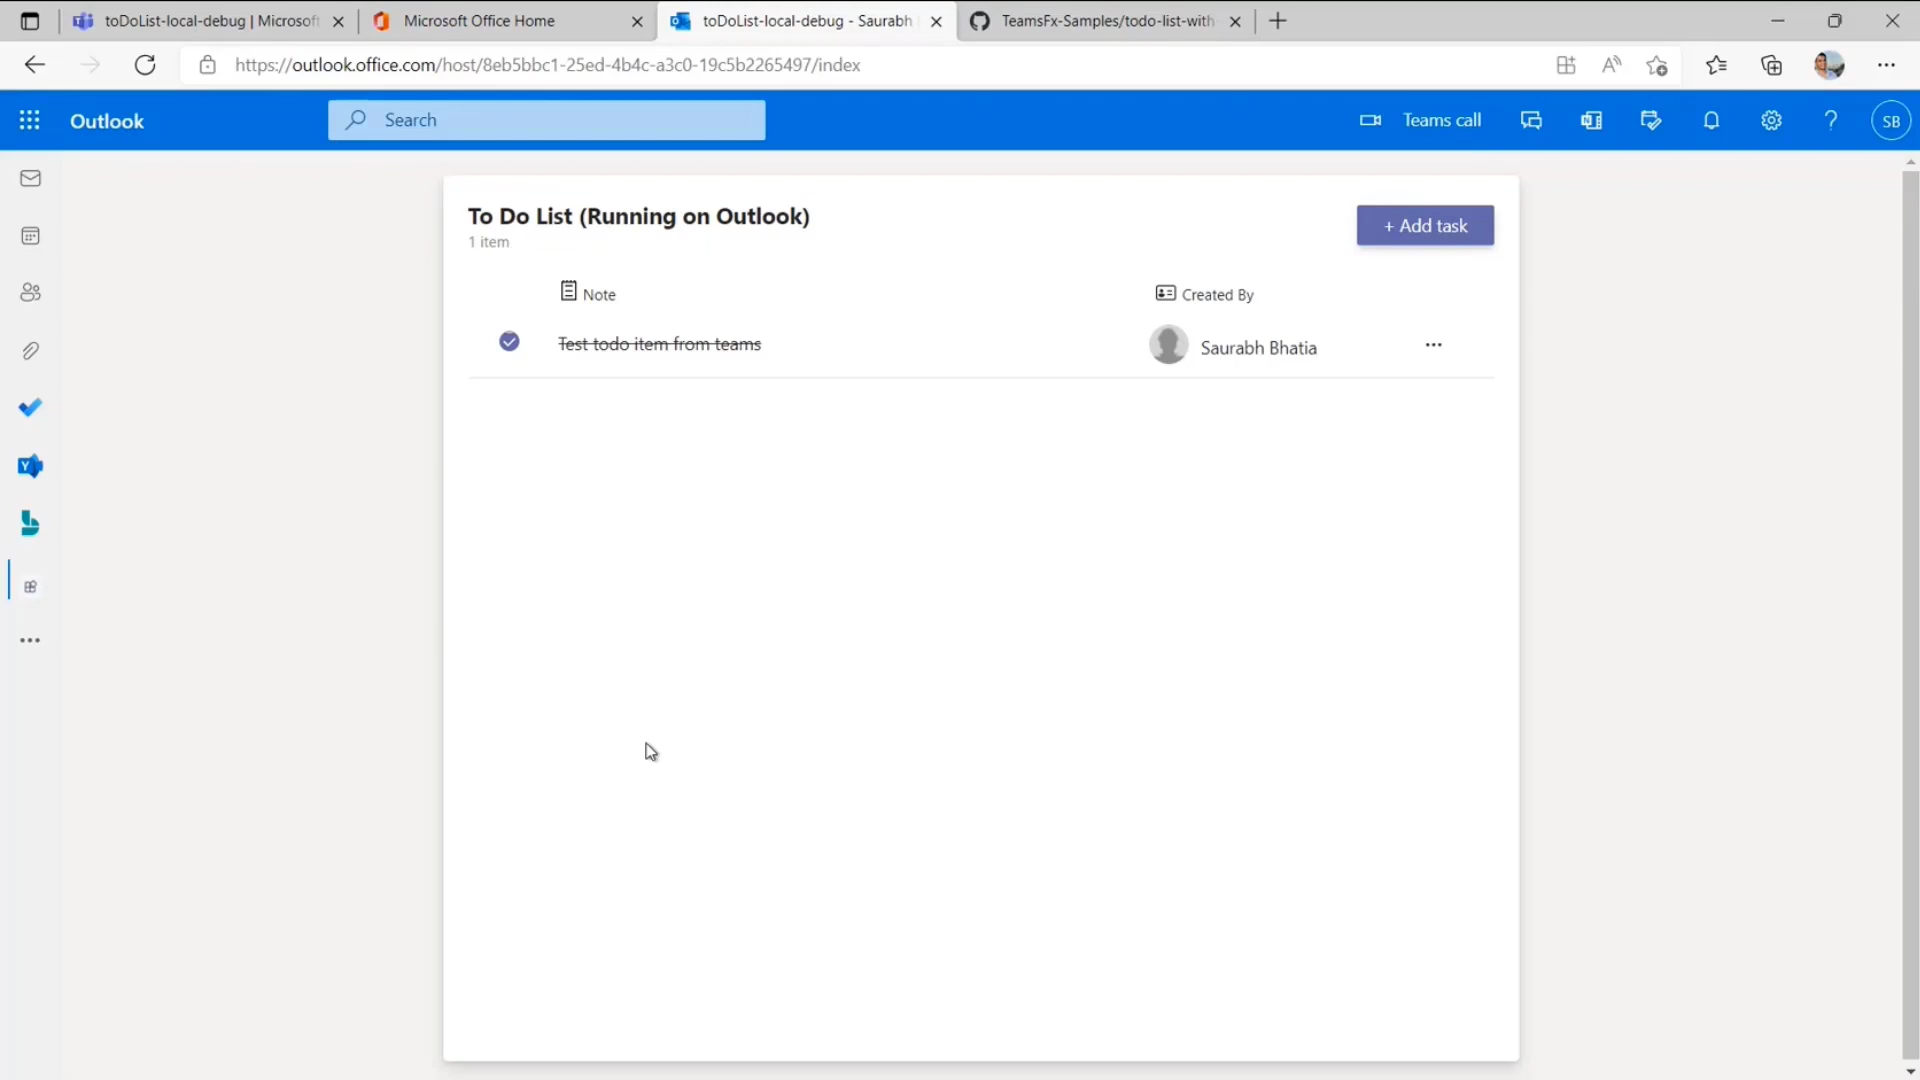 toDoList-local-debug | Microsoft
Microsoft Office Home
toDoList-local-debug - Saurabh
TeamsFx-Samples/todo-list-with-
https://outlook.office.com/host/8eb5bbc1-25ed-4b4c-a3c0-19c5b2265497/index
Outlook
Search
Teams call
SB
To Do List (Running on Outlook)
1 item
+ Add task
Note
Created By
Test todo item from teams
Saurabh Bhatia